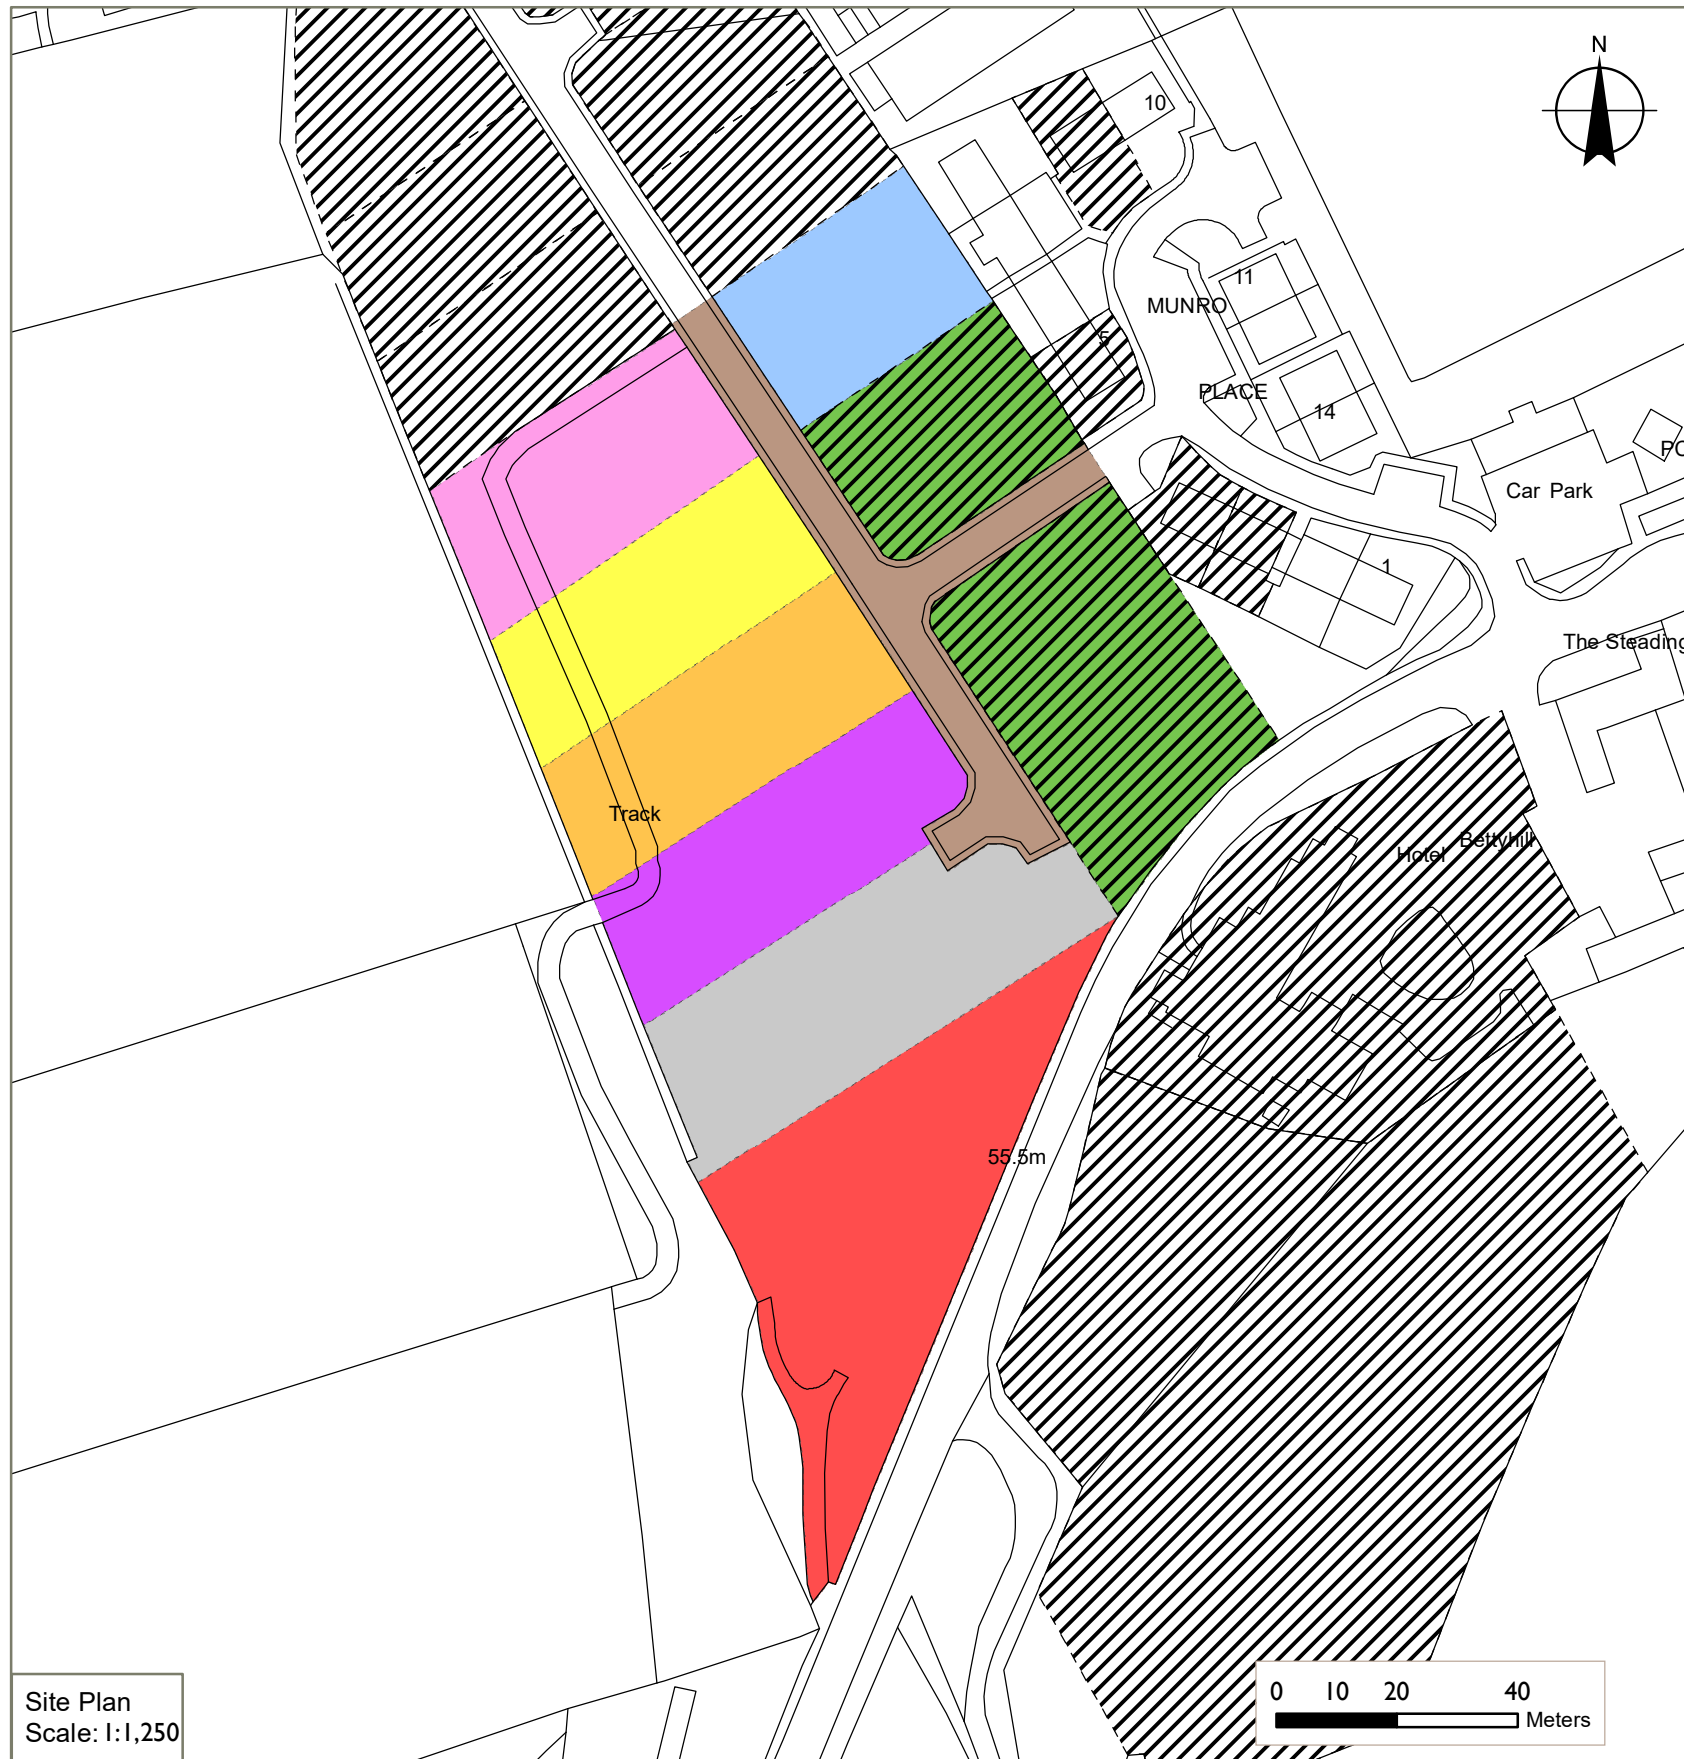 N
10
11
MUNRO
5
PLACE
14
PC
Car Park
1
The Steading
Track
Bettyhill
Hotel
55.5m
Site Plan
Scale: 1:1,250
0 10 20 40
Meters